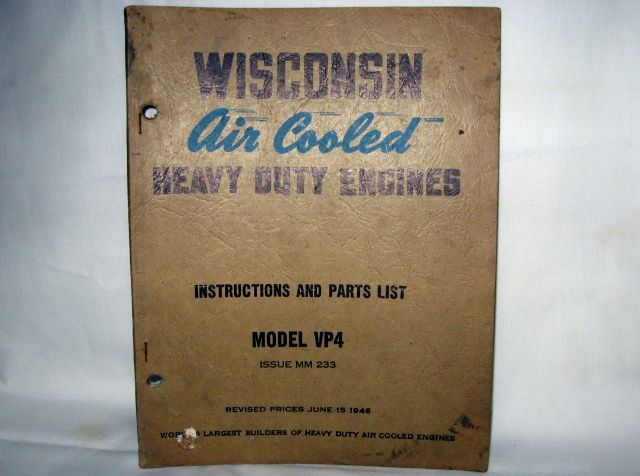 WISCONSIN
Air Cooled
HEAVY DUTY ENGINES
INSTRUCTIONS AND PARTS LIST
MODEL VP4
ISSUE MM 233
REVISED PRICES JUNE 15 1946
LARGEST BUILDERS OF HEAVY DUTY AIR COOLED ENGINES